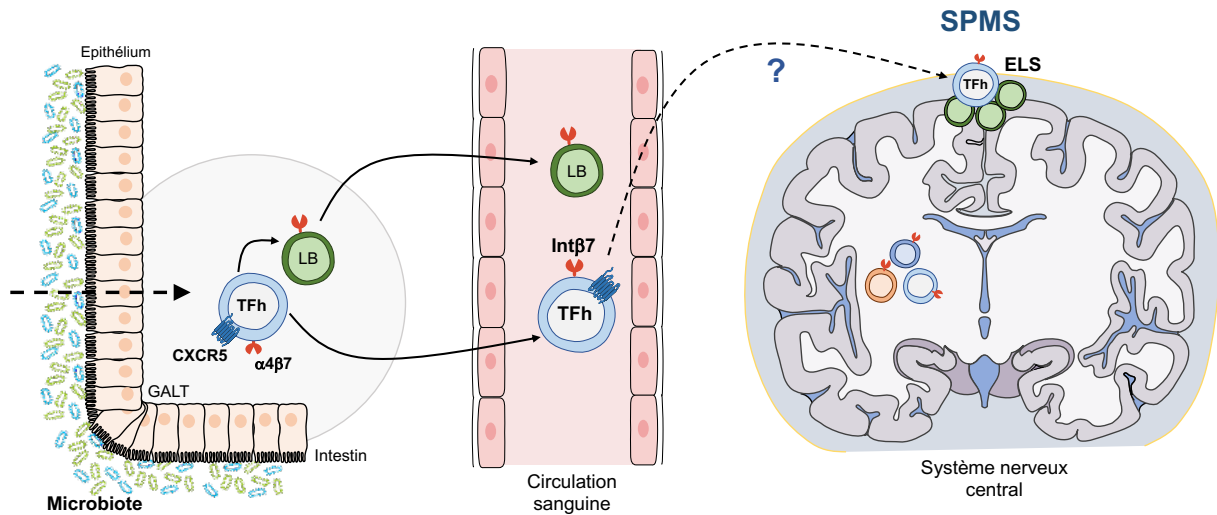 SPMS
Epithélium
?
ELS
TFh
LB
LB
Intβ7
TFh
TFh
CXCR5
α4β7
GALT
Intestin
Microbiote
Circulation
sanguine
Système nerveux
central